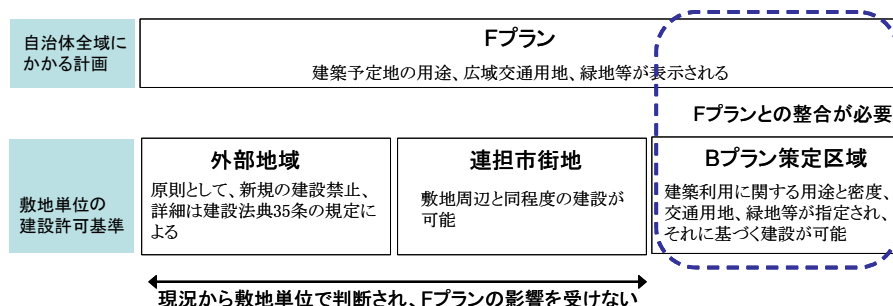 自治体全域に
かかる計画
Fプラン
建築予定地の用途、広域交通用地、緑地等が表示される
Fプランとの整合が必要
敷地単位の
建設許可基準
外部地域
原則として、新規の建設禁止、
詳細は建設法典35条の規定に
よる
連担市街地
敷地周辺と同程度の建設が
可能
Bプラン策定区域
建築利用に関する用途と密度、
交通用地、緑地等が指定され、
それに基づく建設が可能
現況から敷地単位で判断され、Fプランの影響を受けない